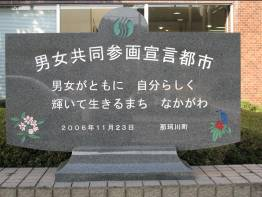 男女共同参画宣言都市
男女がともに 自分らしく
輝いて生きるまち なかがわ
2006年11月23日 那珂川町